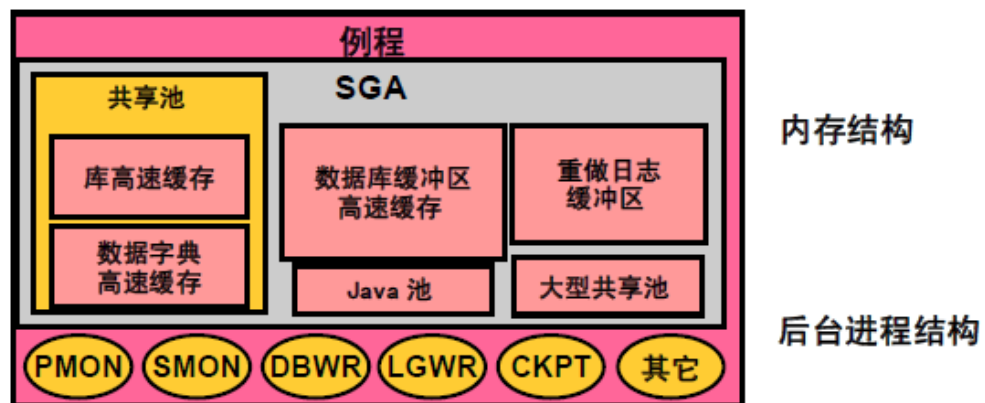 例程
SGA
共享池
库高速缓存
数据字典
高速缓存
数据库缓冲区
高速缓存
重做日志
缓冲区
Java 池
大型共享池
内存结构
后台进程结构
PMON
SMON
DBWR
LGWR
CKPT
其它